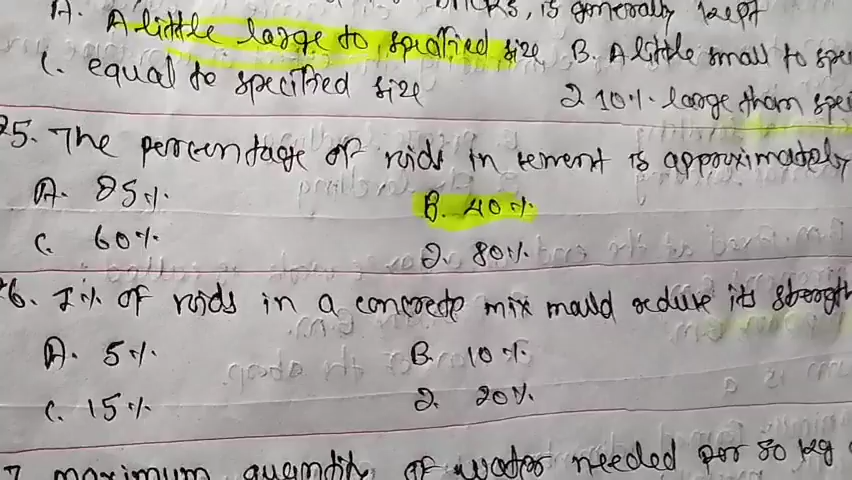 A. A little large to specified size B. A little small to spe
C. equal to specified size D 10% large than spe
25. The percentage of voids in cement is approximately
A. 25% B. 40%
C. 60% D. 80%
26. 1% of voids in a concrete mix would reduce its strength
A. 5% B. 10%
C. 15% D. 20%
7 maximum quantity of water needed per 50 kg